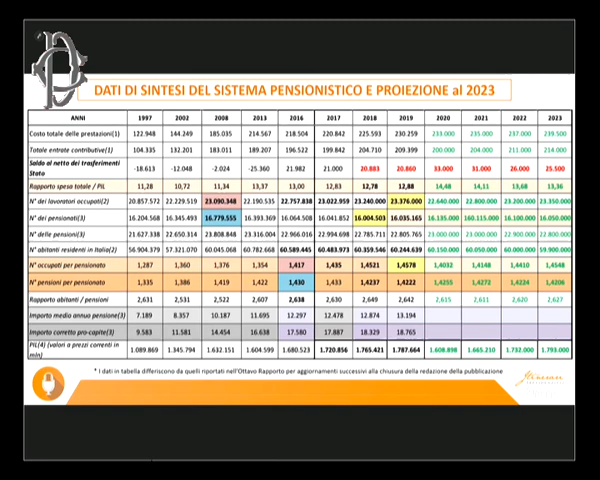 DATI DI SINTESI DEL SISTEMA PENSIONISTICO E PROIEZIONE al 2023
ANNI 1997 2002 2008 2013 2016 2017 2018 2019 2020 2021 2022 2023
Costo totale delle prestazioni(1) 122.948 144.249 185.035 214.567 218.504 220.842 225.593 230.259 233.000 235.000 237.000 239.500
Totale entrate contributive(1) 104.335 132.201 183.011 189.207 196.522 199.842 204.710 209.399 200.000 204.000 211.000 214.000
Saldo al netto dei trasferimenti
Stato -18.613 -12.048 -2.024 -25.360 21.982 21.000 20.883 20.860 33.000 31.000 26.000 25.500
Rapporto spesa totale / PIL 11,28 10,72 11,34 13,37 13,00 12,83 12,78 12,88 14,48 14,11 13,68 13,36
N° dei lavoratori occupati(2) 20.857.572 22.229.519 23.090.348 22.190.535 22.757.838 23.022.959 23.240.000 23.376.000 22.640.000 22.800.000 23.200.000 23.350.000
N° dei pensionati(3) 16.204.568 16.345.493 16.779.555 16.393.369 16.064.508 16.041.852 16.004.503 16.035.165 16.135.000 160.115.000 16.100.000 16.050.000
N° delle pensioni(3) 21.627.338 22.650.314 23.808.848 23.316.004 22.966.016 22.994.698 22.785.711 22.805.765 23.000.000 23.000.000 22.900.000 22.800.000
N° abitanti residenti in Italia(2) 56.904.379 57.321.070 60.045.068 60.782.668 60.589.445 60.483.973 60.359.546 60.244.639 60.150.000 60.050.000 60.000.000 59.900.000
N° occupati per pensionato 1,287 1,360 1,376 1,354 1,417 1,435 1,4521 1,4578 1,4032 1,4148 1,4410 1,4548
N° pensioni per pensionato 1,335 1,386 1,419 1,422 1,430 1,433 1,4237 1,4222 1,4255 1,4272 1,4224 1,4206
Rapporto abitanti / pensioni 2,631 2,531 2,522 2,607 2,638 2,630 2,649 2,642 2,615 2,611 2,620 2,627
Importo medio annuo pensione(3) 7.189 8.357 10.187 11.695 12.297 12.478 12.874 13.194
Importo corretto pro-capite(3) 9.583 11.581 14.454 16.638 17.580 17.887 18.329 18.765
PIL(4) (valori a prezzi correnti in
mln) 1.089.869 1.345.794 1.632.151 1.604.599 1.680.523 1.720.856 1.765.421 1.787.664 1.608.898 1.665.210 1.732.000 1.793.000
* I dati in tabella differiscono da quelli riportati nell'Ottavo Rapporto per aggiornamenti successivi alla chiusura della redazione della pubblicazione